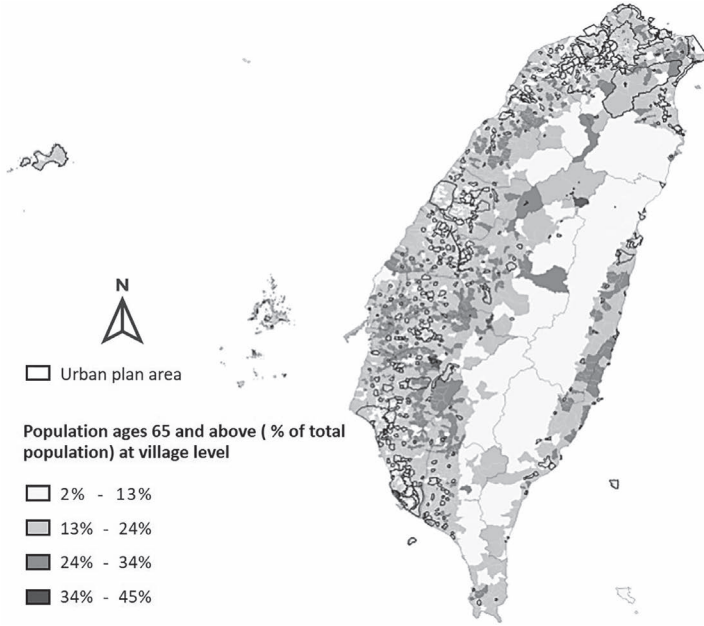 N
Urban plan area
Population ages 65 and above ( % of total
population) at village level
2% - 13%
13% - 24%
24% - 34%
34% - 45%